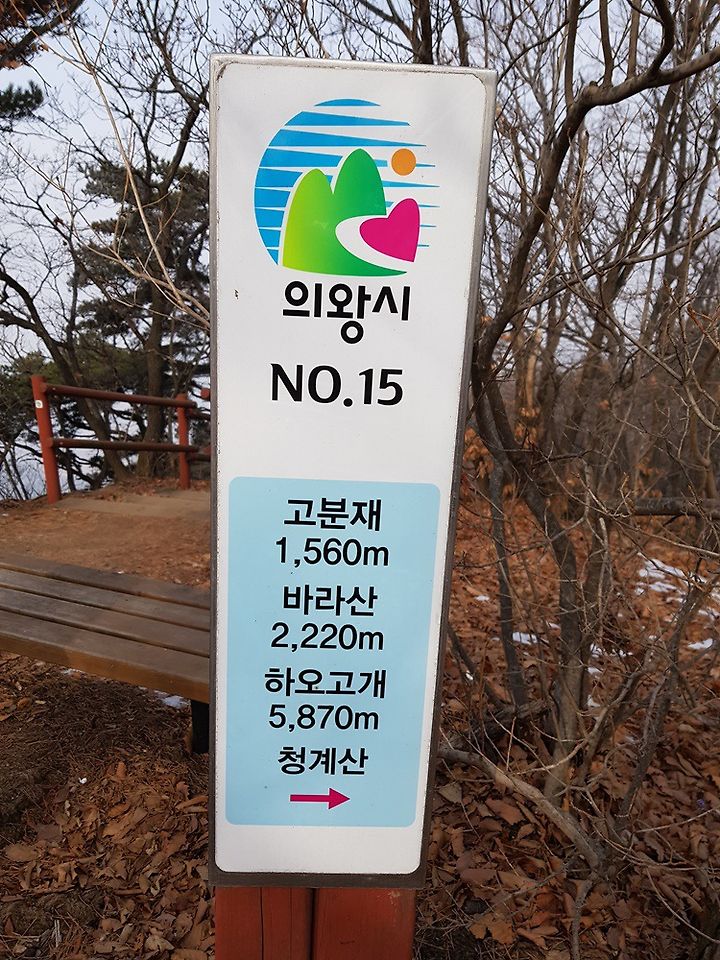 의왕시
NO.15
고분재
1,560m
바라산
2,220m
하오고개
5,870m
청계산